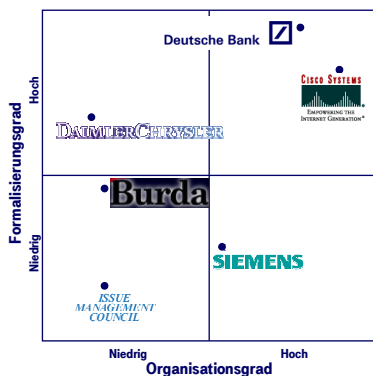 Deutsche Bank
CISCO SYSTEMS
EMPOWERING THE
INTERNET GENERATION
DAIMLERCHRYSLER
Burda
SIEMENS
ISSUE
MANAGEMENT
COUNCIL
Formalisierungsgrad
Hoch
Niedrig
Niedrig
Hoch
Organisationsgrad